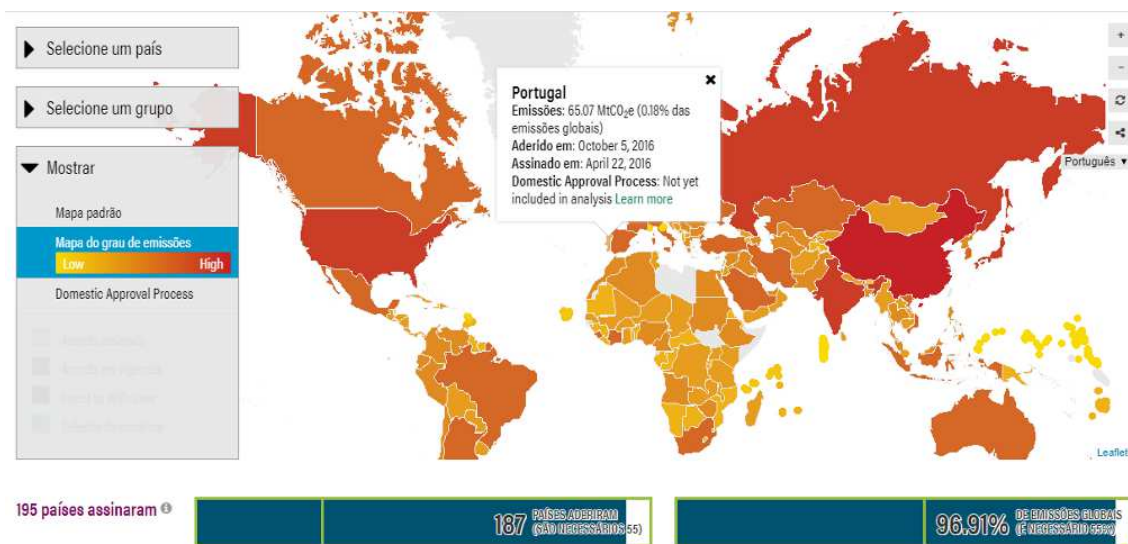 Selecione um país
Selecione um grupo
Mostrar
Mapa padrão
Mapa do grau de emissões
Low High
Domestic Approval Process
Portugal
Emissões: 65.07 MtCO₂e (0.18% das
emissões globais)
Aderido em: October 5, 2016
Assinado em: April 22, 2016
Domestic Approval Process: Not yet
included in analysis Learn more
Português
Leaflet
195 países assinaram
187 PAÍSES ADERIRAM
(SÃO NECESSÁRIOS 55)
96.91% DE EMISSÕES GLOBAIS
(É NECESSÁRIO 55%)